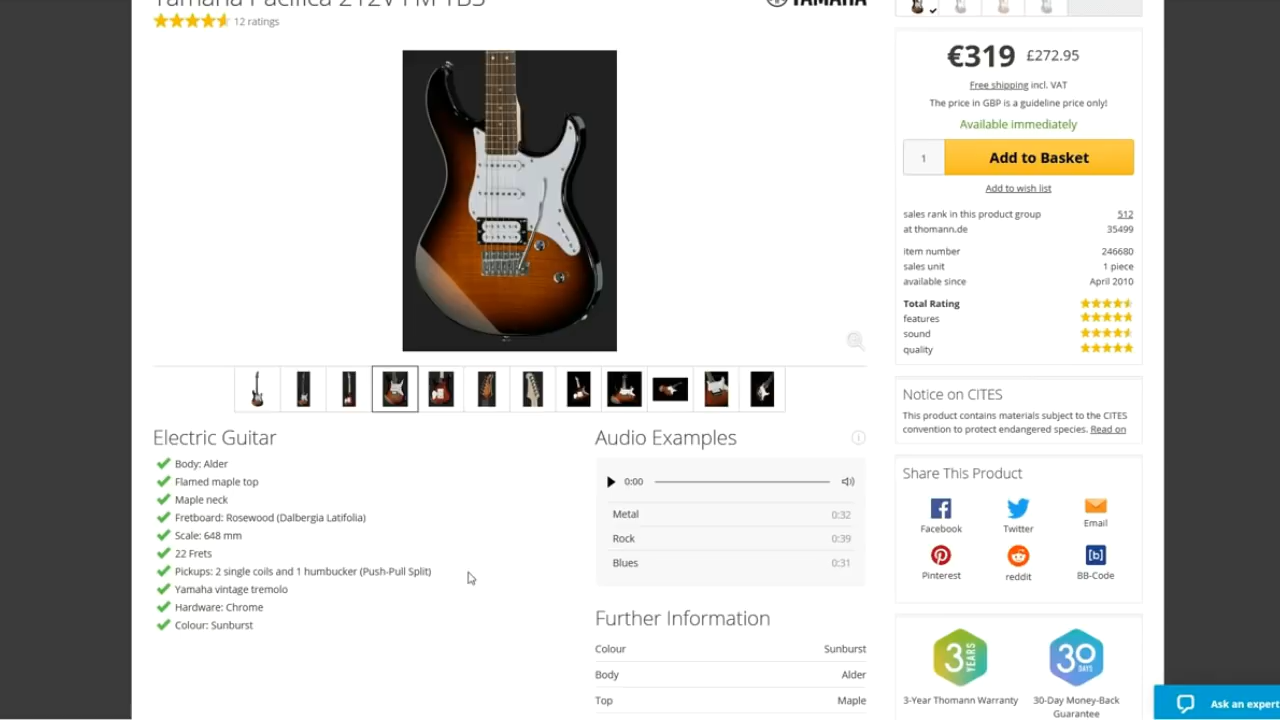 12 ratings
YAMAHA
€319 £272.95
Free shipping incl. VAT
The price in GBP is a guideline price only!
Available immediately
1 Add to Basket
Add to wish list
sales rank in this product group 512
at thomann.de 35499
item number 246680
sales unit 1 piece
available since April 2010
Total Rating
features
sound
quality
Electric Guitar
Body: Alder
Flamed maple top
Maple neck
Fretboard: Rosewood (Dalbergia Latifolia)
Scale: 648 mm
22 Frets
Pickups: 2 single coils and 1 humbucker (Push-Pull Split)
Yamaha vintage tremolo
Hardware: Chrome
Colour: Sunburst
Audio Examples
0:00
Metal 0:32
Rock 0:39
Blues 0:31
Further Information
Colour Sunburst
Body Alder
Top Maple
Notice on CITES
This product contains materials subject to the CITES
convention to protect endangered species. Read on
Share This Product
Facebook
Twitter
Email
Pinterest
reddit
[b]
BB-Code
3 YEARS
30 DAYS
3-Year Thomann Warranty
30-Day Money-Back
Guarantee
Ask an expert